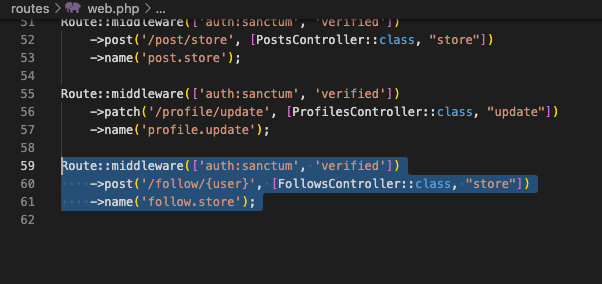 routes > web.php > ...
51 Route::middleware(['auth:sanctum', 'verified'])
52 ->post('/post/store', [PostsController::class, "store"])
53 ->name('post.store');
54
55 Route::middleware(['auth:sanctum', 'verified'])
56 ->patch('/profile/update', [ProfilesController::class, "update"])
57 ->name('profile.update');
58
59 Route::middleware(['auth:sanctum', 'verified'])
60 ->post('/follow/{user}', [FollowsController::class, "store"])
61 ->name('follow.store');
62